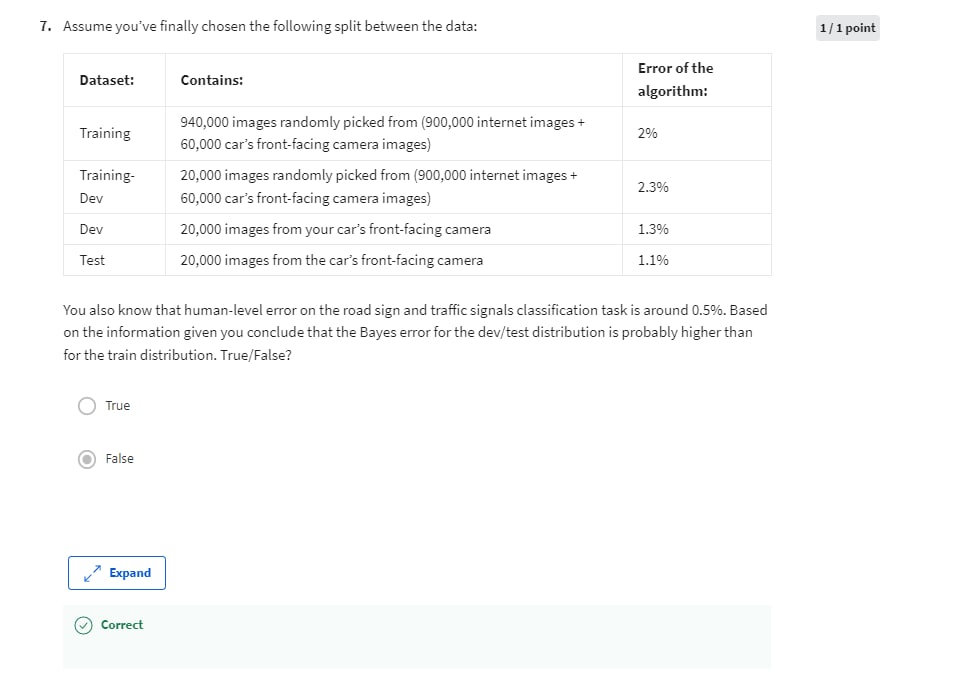 7. Assume you've finally chosen the following split between the data:
1 / 1 point
Dataset: Contains: Error of the algorithm:
Training 940,000 images randomly picked from (900,000 internet images + 60,000 car's front-facing camera images) 2%
Training-Dev 20,000 images randomly picked from (900,000 internet images + 60,000 car's front-facing camera images) 2.3%
Dev 20,000 images from your car's front-facing camera 1.3%
Test 20,000 images from the car's front-facing camera 1.1%
You also know that human-level error on the road sign and traffic signals classification task is around 0.5%. Based
on the information given you conclude that the Bayes error for the dev/test distribution is probably higher than
for the train distribution. True/False?
True
False
Expand
Correct